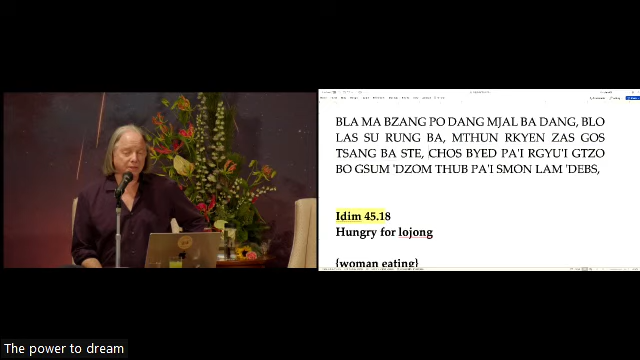 BLA MA BZANG PO DANG MJAL BA DANG, BLO
LAS SU RUNG BA, MTHUN RKYEN ZAS GOS
TSANG BA STE, CHOS BYED PA'I RGYU'I GTZO
BO GSUM 'DZOM THUB PA'I SMON LAM 'DEBS,
Idim 45.18
Hungry for lojong
{woman eating}
The power to dream